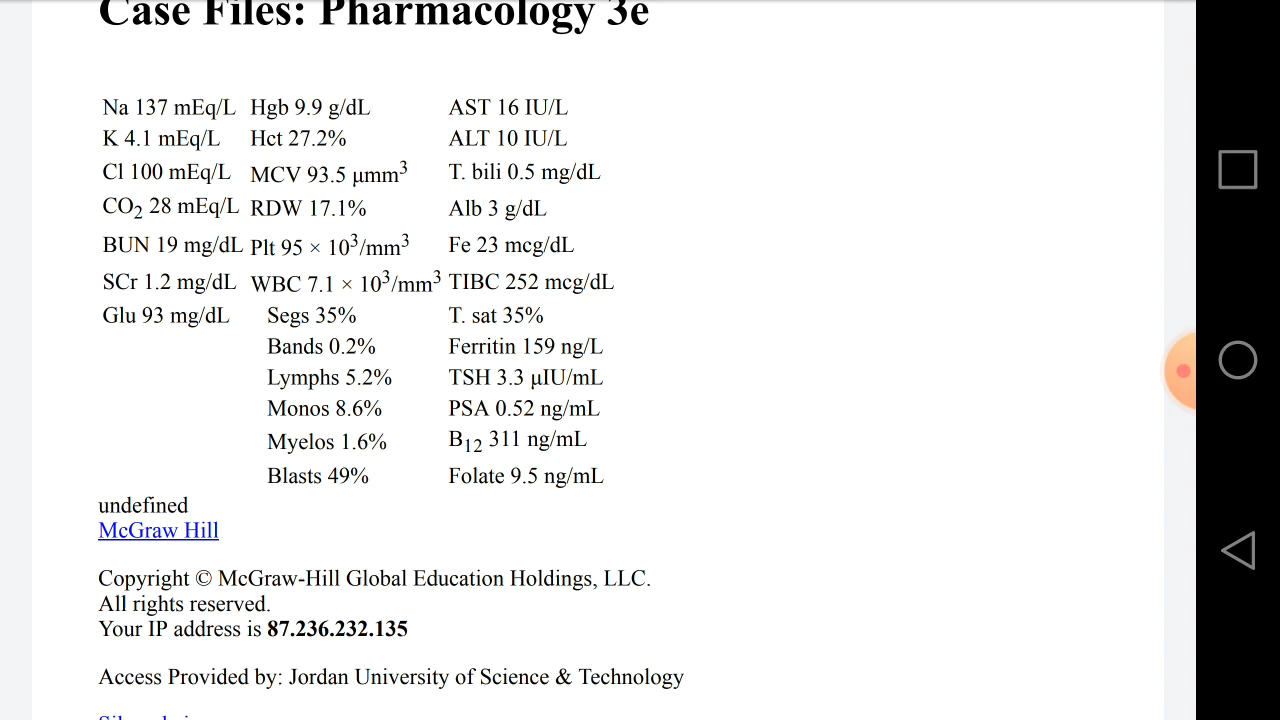 Case Files: Pharmacology 3e
Na 137 mEq/L Hgb 9.9 g/dL AST 16 IU/L
K 4.1 mEq/L Hct 27.2% ALT 10 IU/L
Cl 100 mEq/L MCV 93.5 μmm³ T. bili 0.5 mg/dL
CO₂ 28 mEq/L RDW 17.1% Alb 3 g/dL
BUN 19 mg/dL Plt 95 × 10³/mm³ Fe 23 mcg/dL
SCr 1.2 mg/dL WBC 7.1 × 10³/mm³ TIBC 252 mcg/dL
Glu 93 mg/dL Segs 35% T. sat 35%
Bands 0.2% Ferritin 159 ng/L
Lymphs 5.2% TSH 3.3 μIU/mL
Monos 8.6% PSA 0.52 ng/mL
Myelos 1.6% B₁₂ 311 ng/mL
Blasts 49% Folate 9.5 ng/mL
undefined
McGraw Hill
Copyright © McGraw-Hill Global Education Holdings, LLC.
All rights reserved.
Your IP address is 87.236.232.135
Access Provided by: Jordan University of Science & Technology